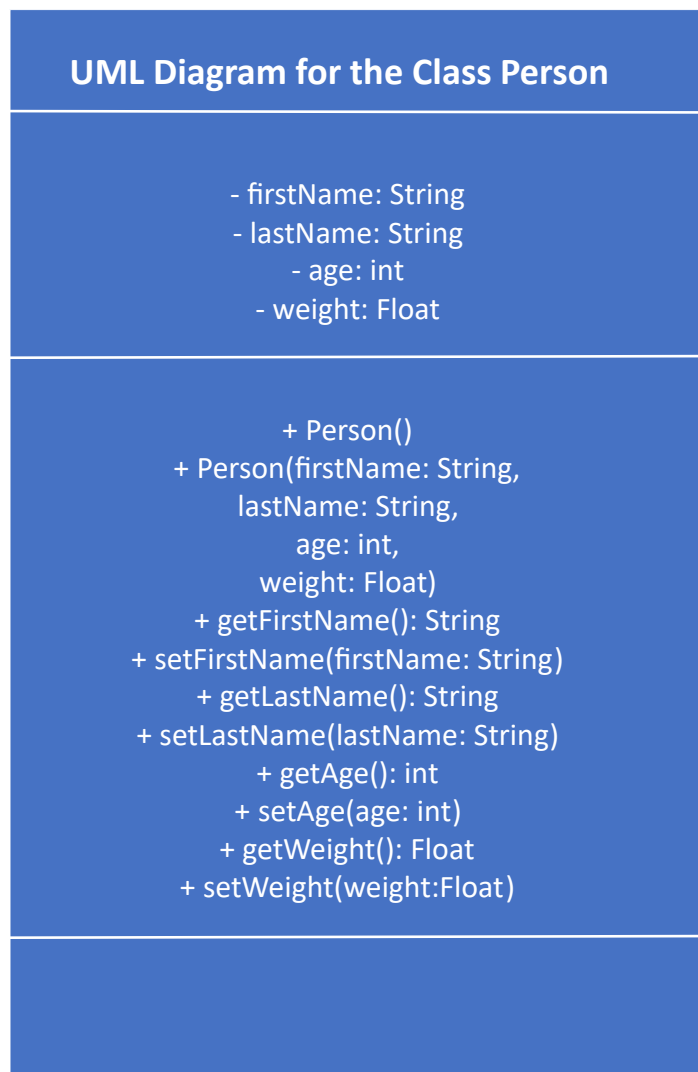 UML Diagram for the Class Person
- firstName: String
- lastName: String
- age: int
- weight: Float
+ Person()
+ Person(firstName: String,
lastName: String,
age: int,
weight: Float)
+ getFirstName(): String
+ setFirstName(firstName: String)
+ getLastName(): String
+ setLastName(lastName: String)
+ getAge(): int
+ setAge(age: int)
+ getWeight(): Float
+ setWeight(weight:Float)